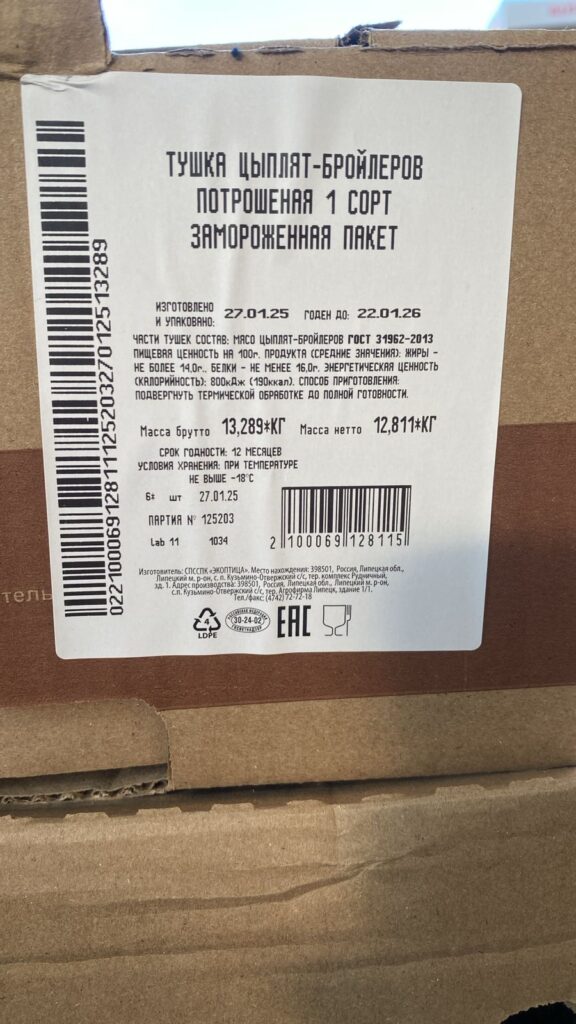 ТУШКА ЦЫПЛЯТ-БРОЙЛЕРОВ
ПОТРОШЕНАЯ 1 СОРТ
ЗАМОРОЖЕННАЯ ПАКЕТ
ИЗГОТОВЛЕНО
И УПАКОВАНО: 27.01.25 ГОДЕН ДО: 22.01.26
ЧАСТИ ТУШЕК СОСТАВ: МЯСО ЦЫПЛЯТ-БРОЙЛЕРОВ ГОСТ 31962-2013
ПИЩЕВАЯ ЦЕННОСТЬ НА 100г. ПРОДУКТА (СРЕДНИЕ ЗНАЧЕНИЯ): ЖИРЫ -
НЕ БОЛЕЕ 14,0г., БЕЛКИ - НЕ МЕНЕЕ 16,0г. ЭНЕРГЕТИЧЕСКАЯ ЦЕННОСТЬ
(КАЛОРИЙНОСТЬ): 800кДж (190ккал). СПОСОБ ПРИГОТОВЛЕНИЯ:
ПОДВЕРГНУТЬ ТЕРМИЧЕСКОЙ ОБРАБОТКЕ ДО ПОЛНОЙ ГОТОВНОСТИ.
Масса брутто 13,289*КГ Масса нетто 12,811*КГ
СРОК ГОДНОСТИ: 12 МЕСЯЦЕВ
УСЛОВИЯ ХРАНЕНИЯ: ПРИ ТЕМПЕРАТУРЕ
НЕ ВЫШЕ -18°С
6* шт 27.01.25
ПАРТИЯ № 125203
Lab 11 1034
2 100069 128115
0221000691281112520327012513289
Изготовитель: СПССПК «ЭКОПТИЦА». Место нахождения: 398501, Россия, Липецкая обл.,
Липецкий м. р-он, с. п. Кузьмино-Отвержский с/с, тер. комплекс Рудничный,
зд. 1. Адрес производства: 398501, Россия, Липецкая обл., Липецкий м. р-он,
с.п. Кузьмино-Отвержский с/с, тер. Агрофирма Липецк, здание 1/1.
Тел./факс: (4742) 72-72-18
4
LDPE
30-24-02
EAC
тель